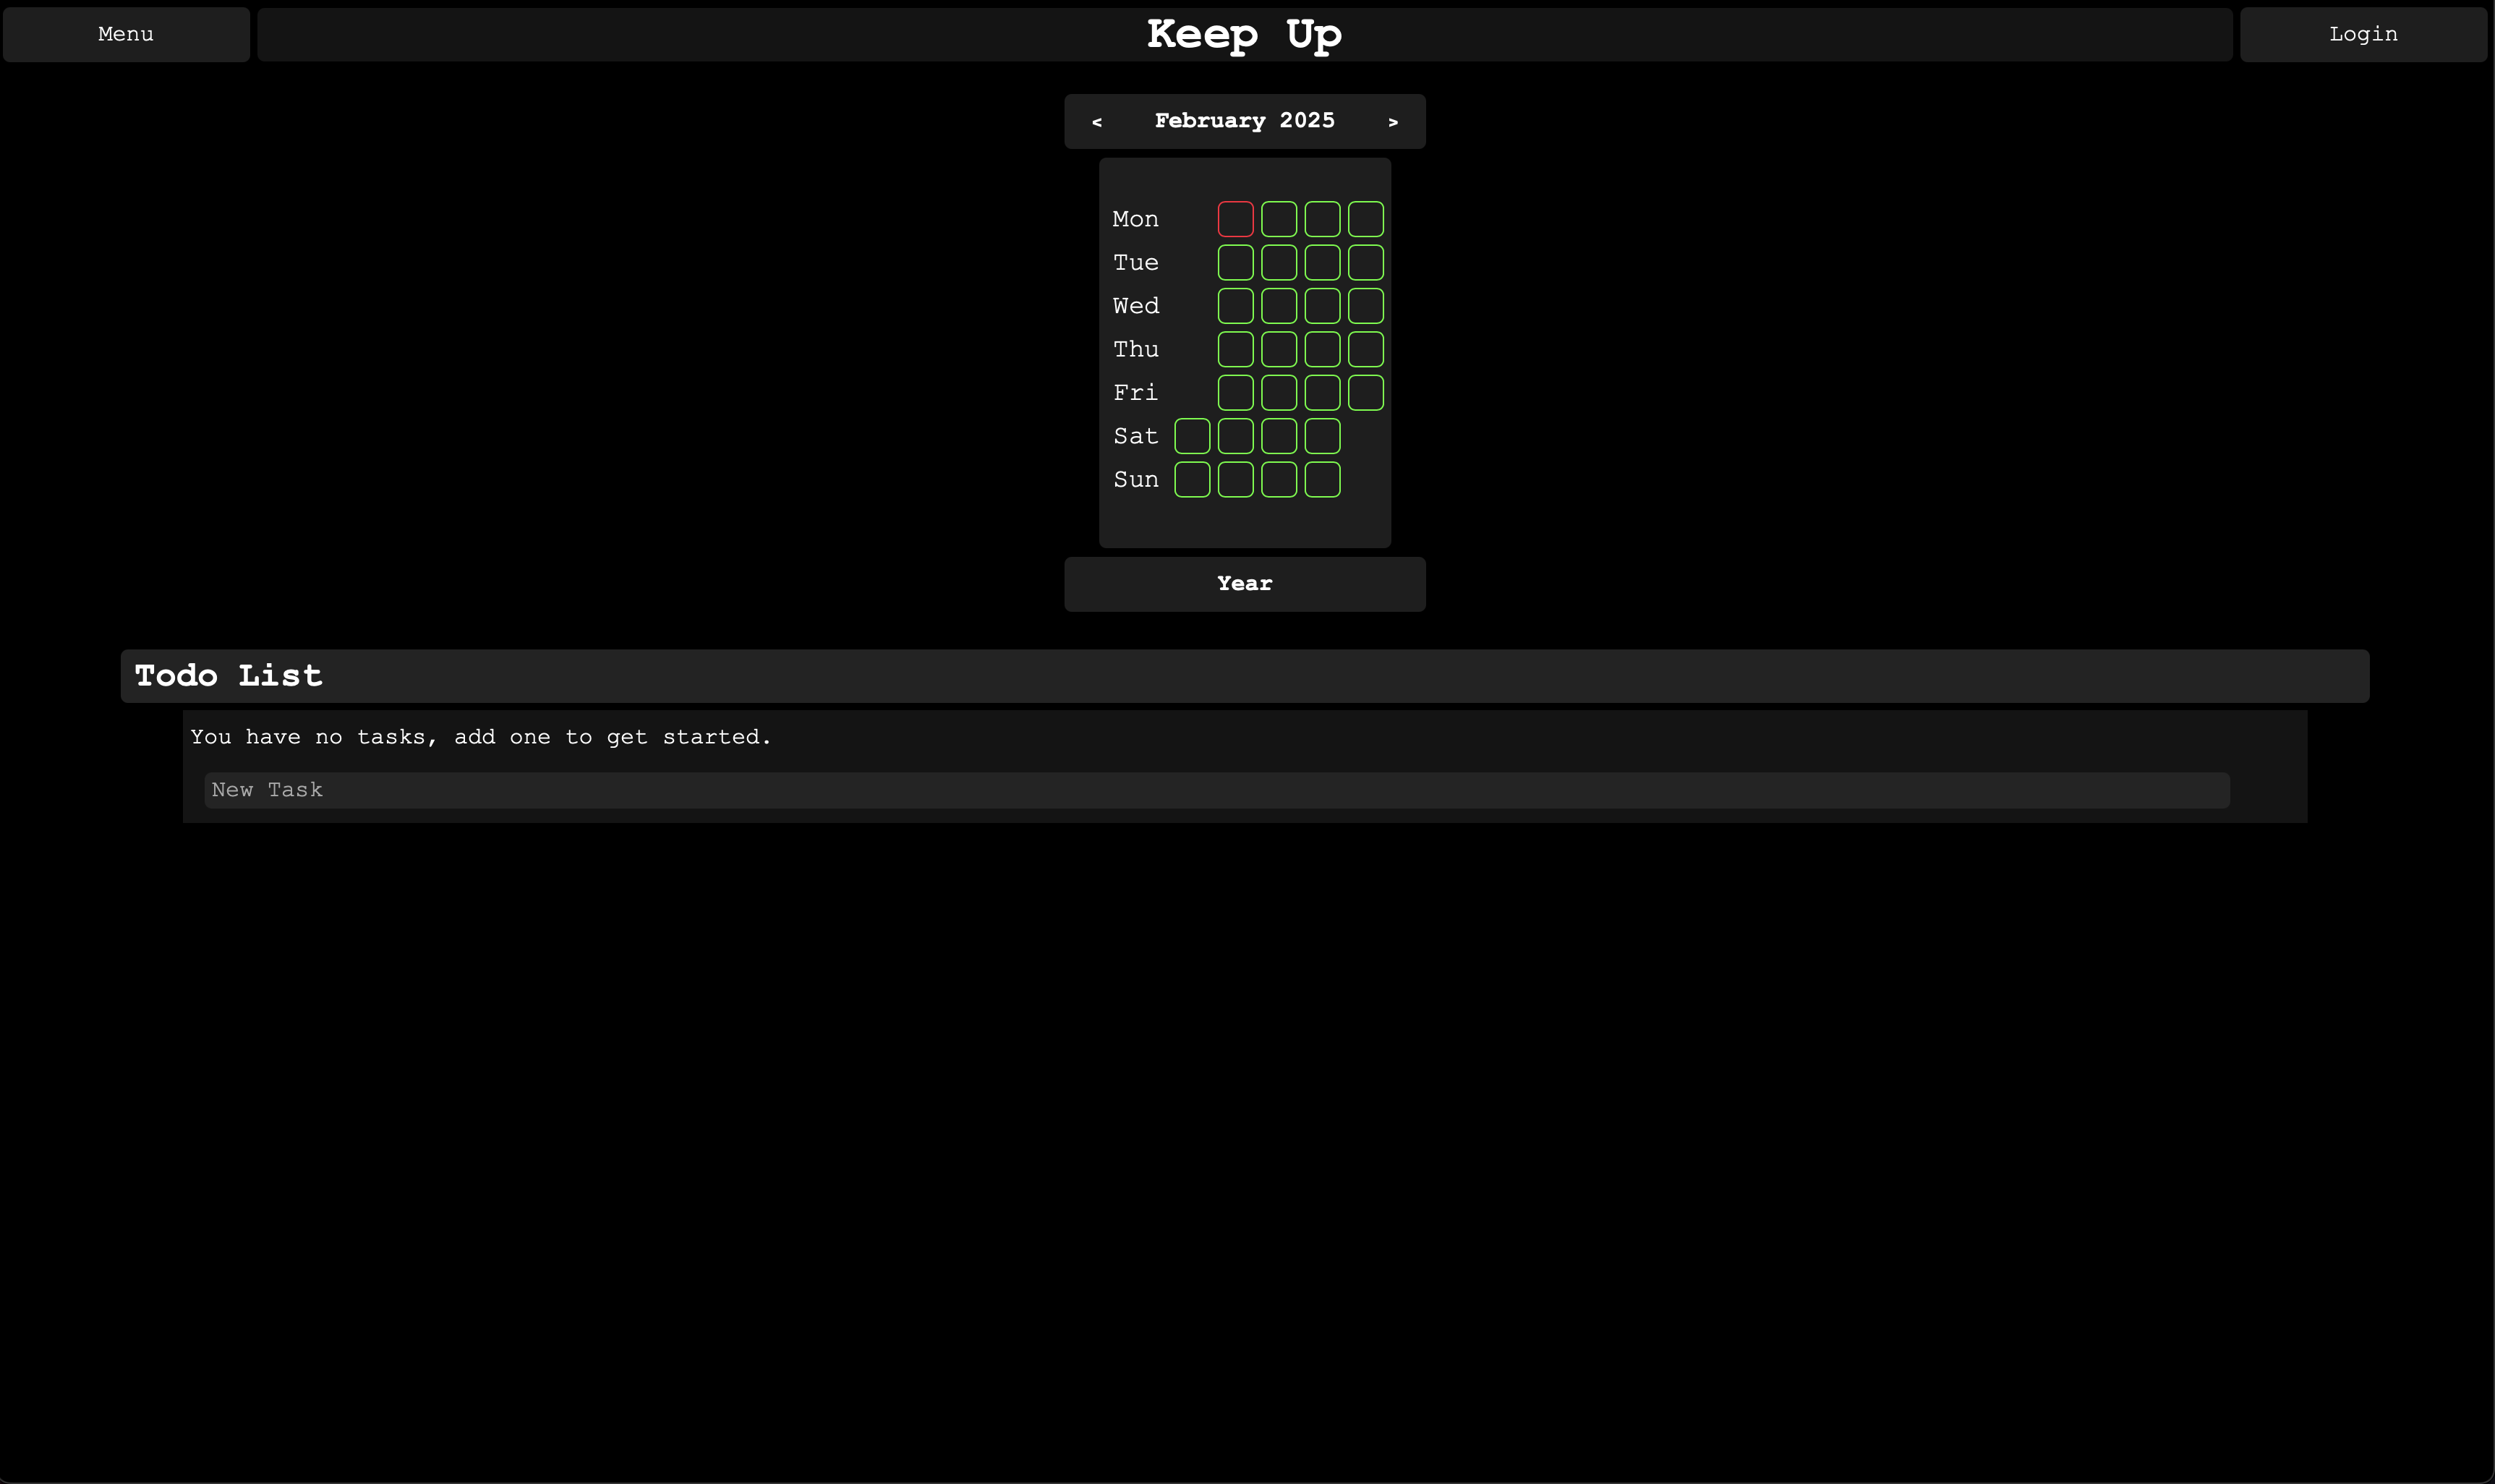 Menu
Keep Up
Login
< February 2025 >
Mon
Tue
Wed
Thu
Fri
Sat
Sun
Year
Todo List
You have no tasks, add one to get started.
New Task